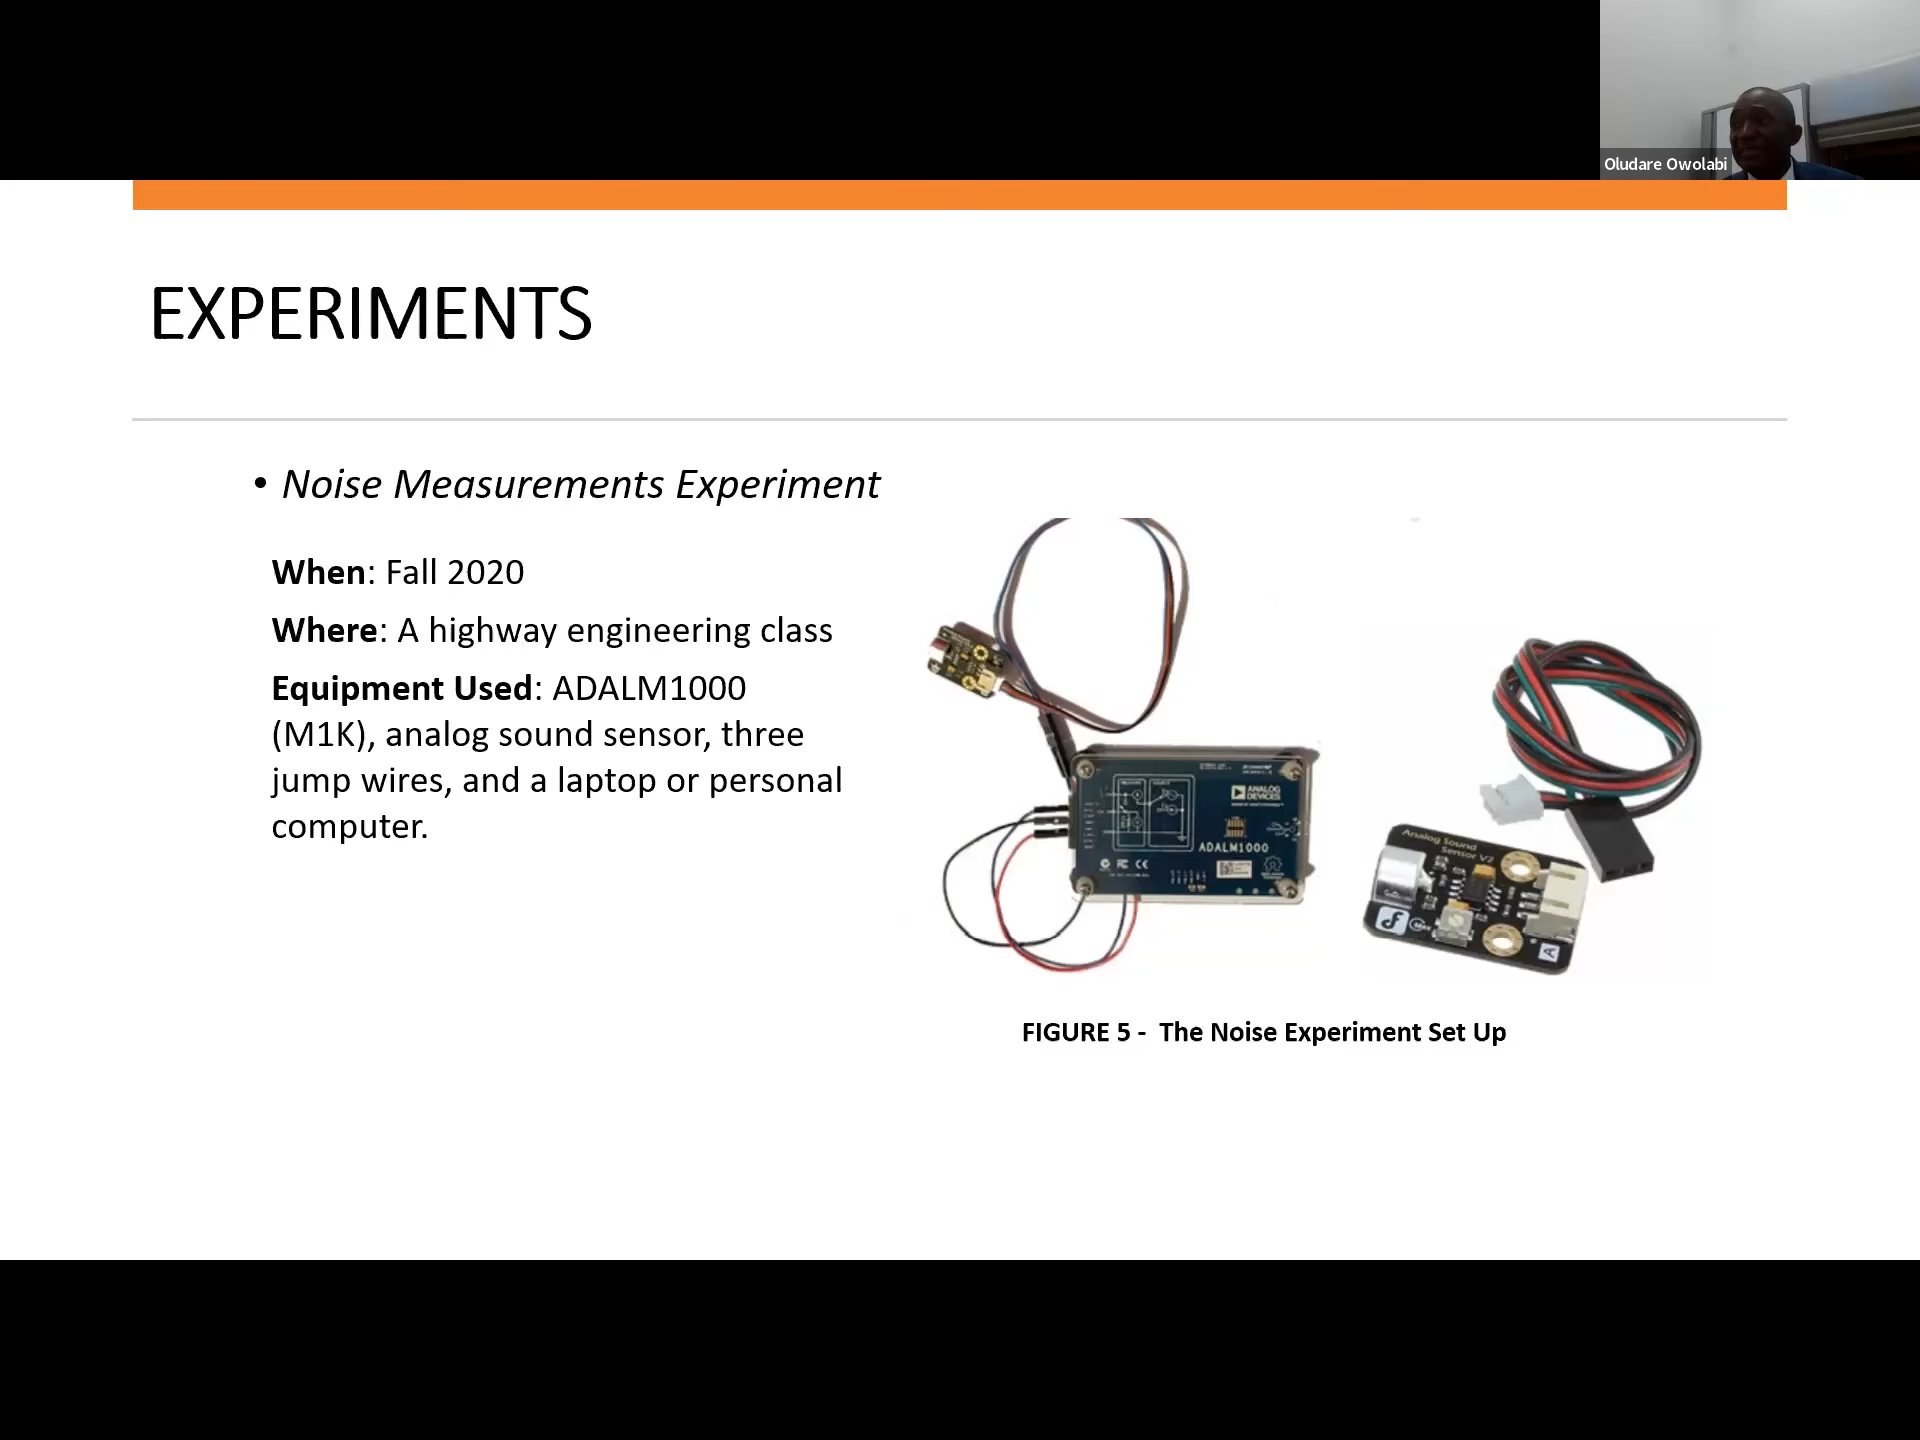 Oludare Owolabi
EXPERIMENTS
• Noise Measurements Experiment
When: Fall 2020
Where: A highway engineering class
Equipment Used: ADALM1000
(M1K), analog sound sensor, three
jump wires, and a laptop or personal
computer.
ANALOG
DEVICES
ADALM1000
Analog Sound
Sensor V2
A
FIGURE 5 - The Noise Experiment Set Up